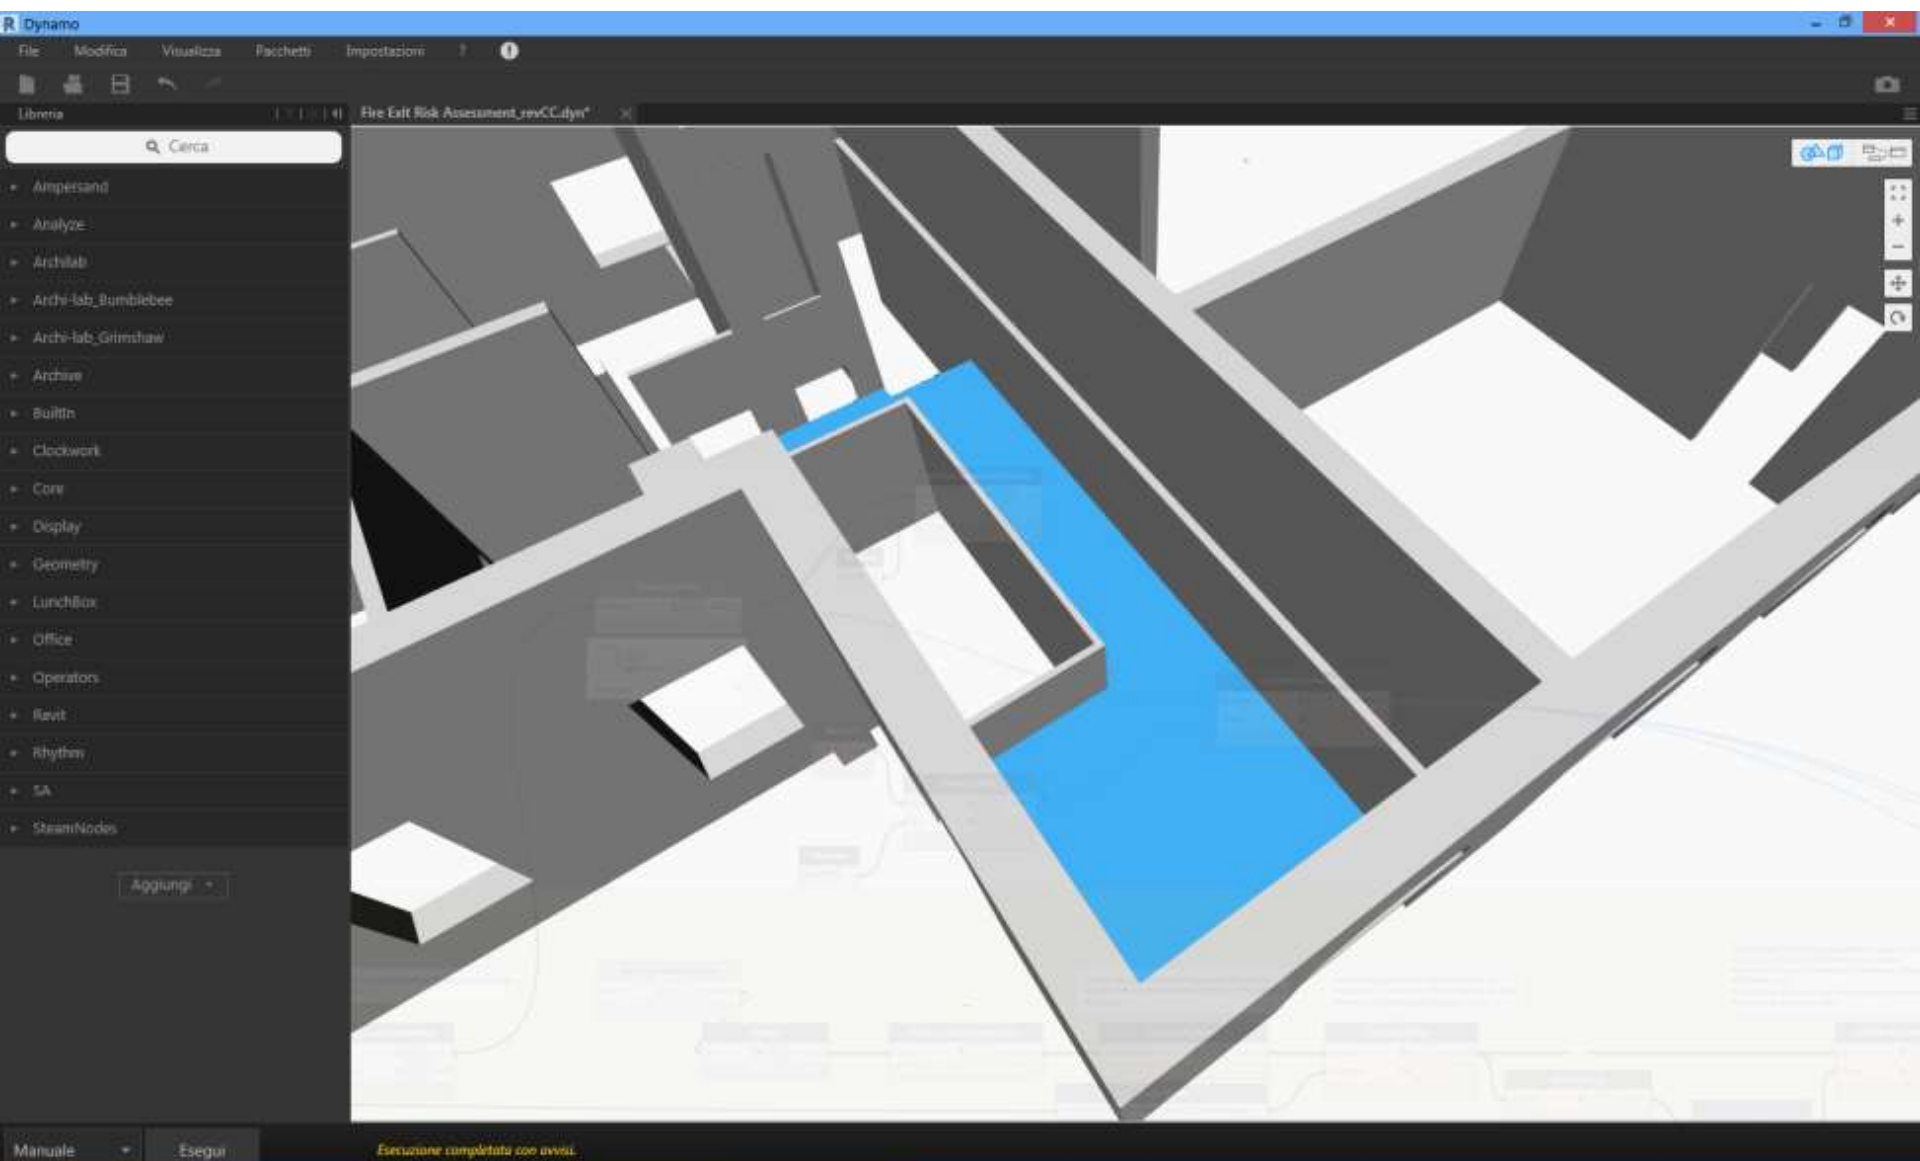 Dynamo
File Modifica Visualizza Pacchetti Impostazioni ?
Libreria
Fire Exit Risk Assessment_revCC.dyn*
Cerca
Ampersand
Analyze
Archilab
Archi-lab_Bumblebee
Archi-lab_Grimshaw
Archive
BuiltIn
Clockwork
Core
Display
Geometry
LunchBox
Office
Operators
Revit
Rhythm
SA
SteamNodes
Aggiungi
Manuale
Esegui
Esecuzione completata con avvisi.